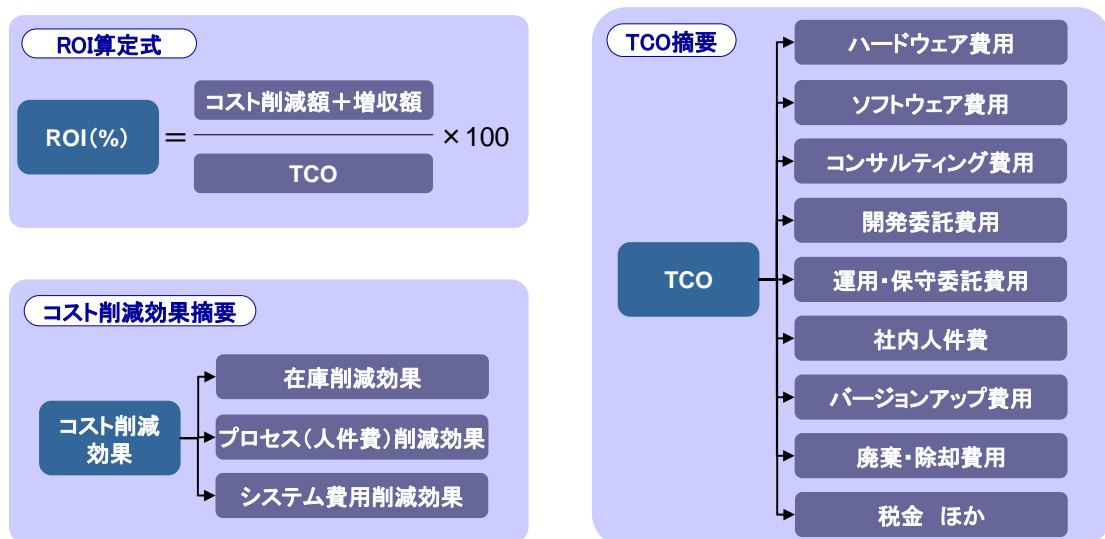 ROI算定式
ROI(%)
=
コスト削減額＋増収額
TCO
×100
コスト削減効果摘要
コスト削減
効果
在庫削減効果
プロセス(人件費)削減効果
システム費用削減効果
TCO摘要
TCO
ハードウェア費用
ソフトウェア費用
コンサルティング費用
開発委託費用
運用・保守委託費用
社内人件費
バージョンアップ費用
廃棄・除却費用
税金　ほか